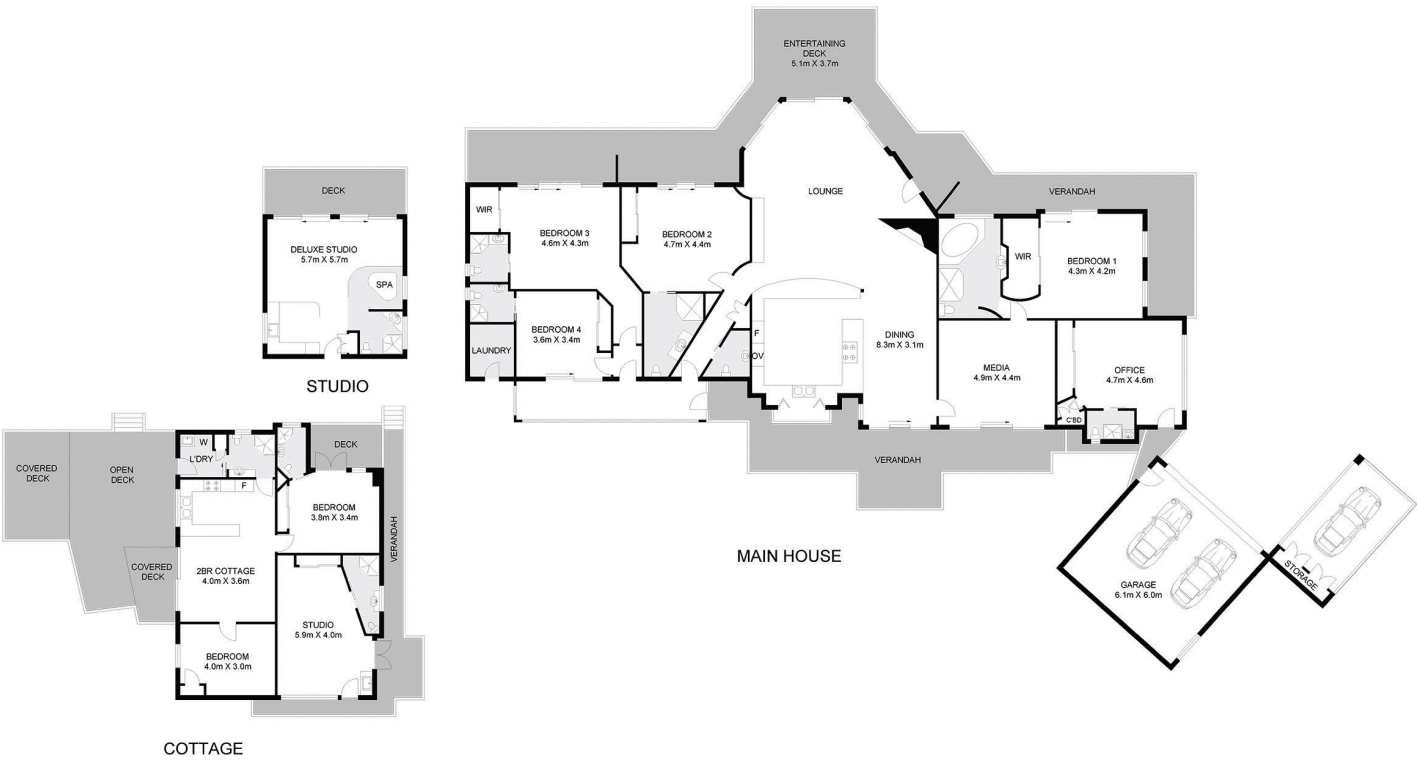 ENTERTAINING
DECK
5.1m X 3.7m
LOUNGE
VERANDAH
WIR
BEDROOM 3
4.6m X 4.3m
BEDROOM 2
4.7m X 4.4m
WIR
BEDROOM 1
4.3m X 4.2m
BEDROOM 4
3.6m X 3.4m
LAUNDRY
F
OV
DINING
8.3m X 3.1m
MEDIA
4.9m X 4.4m
OFFICE
4.7m X 4.6m
C'BD
VERANDAH
MAIN HOUSE
GARAGE
6.1m X 6.0m
STORAGE
DECK
DELUXE STUDIO
5.7m X 5.7m
SPA
STUDIO
COVERED
DECK
OPEN
DECK
COVERED
DECK
W
L'DRY
F
DECK
BEDROOM
3.8m X 3.4m
VERANDAH
2BR COTTAGE
4.0m X 3.6m
STUDIO
5.9m X 4.0m
BEDROOM
4.0m X 3.0m
COTTAGE